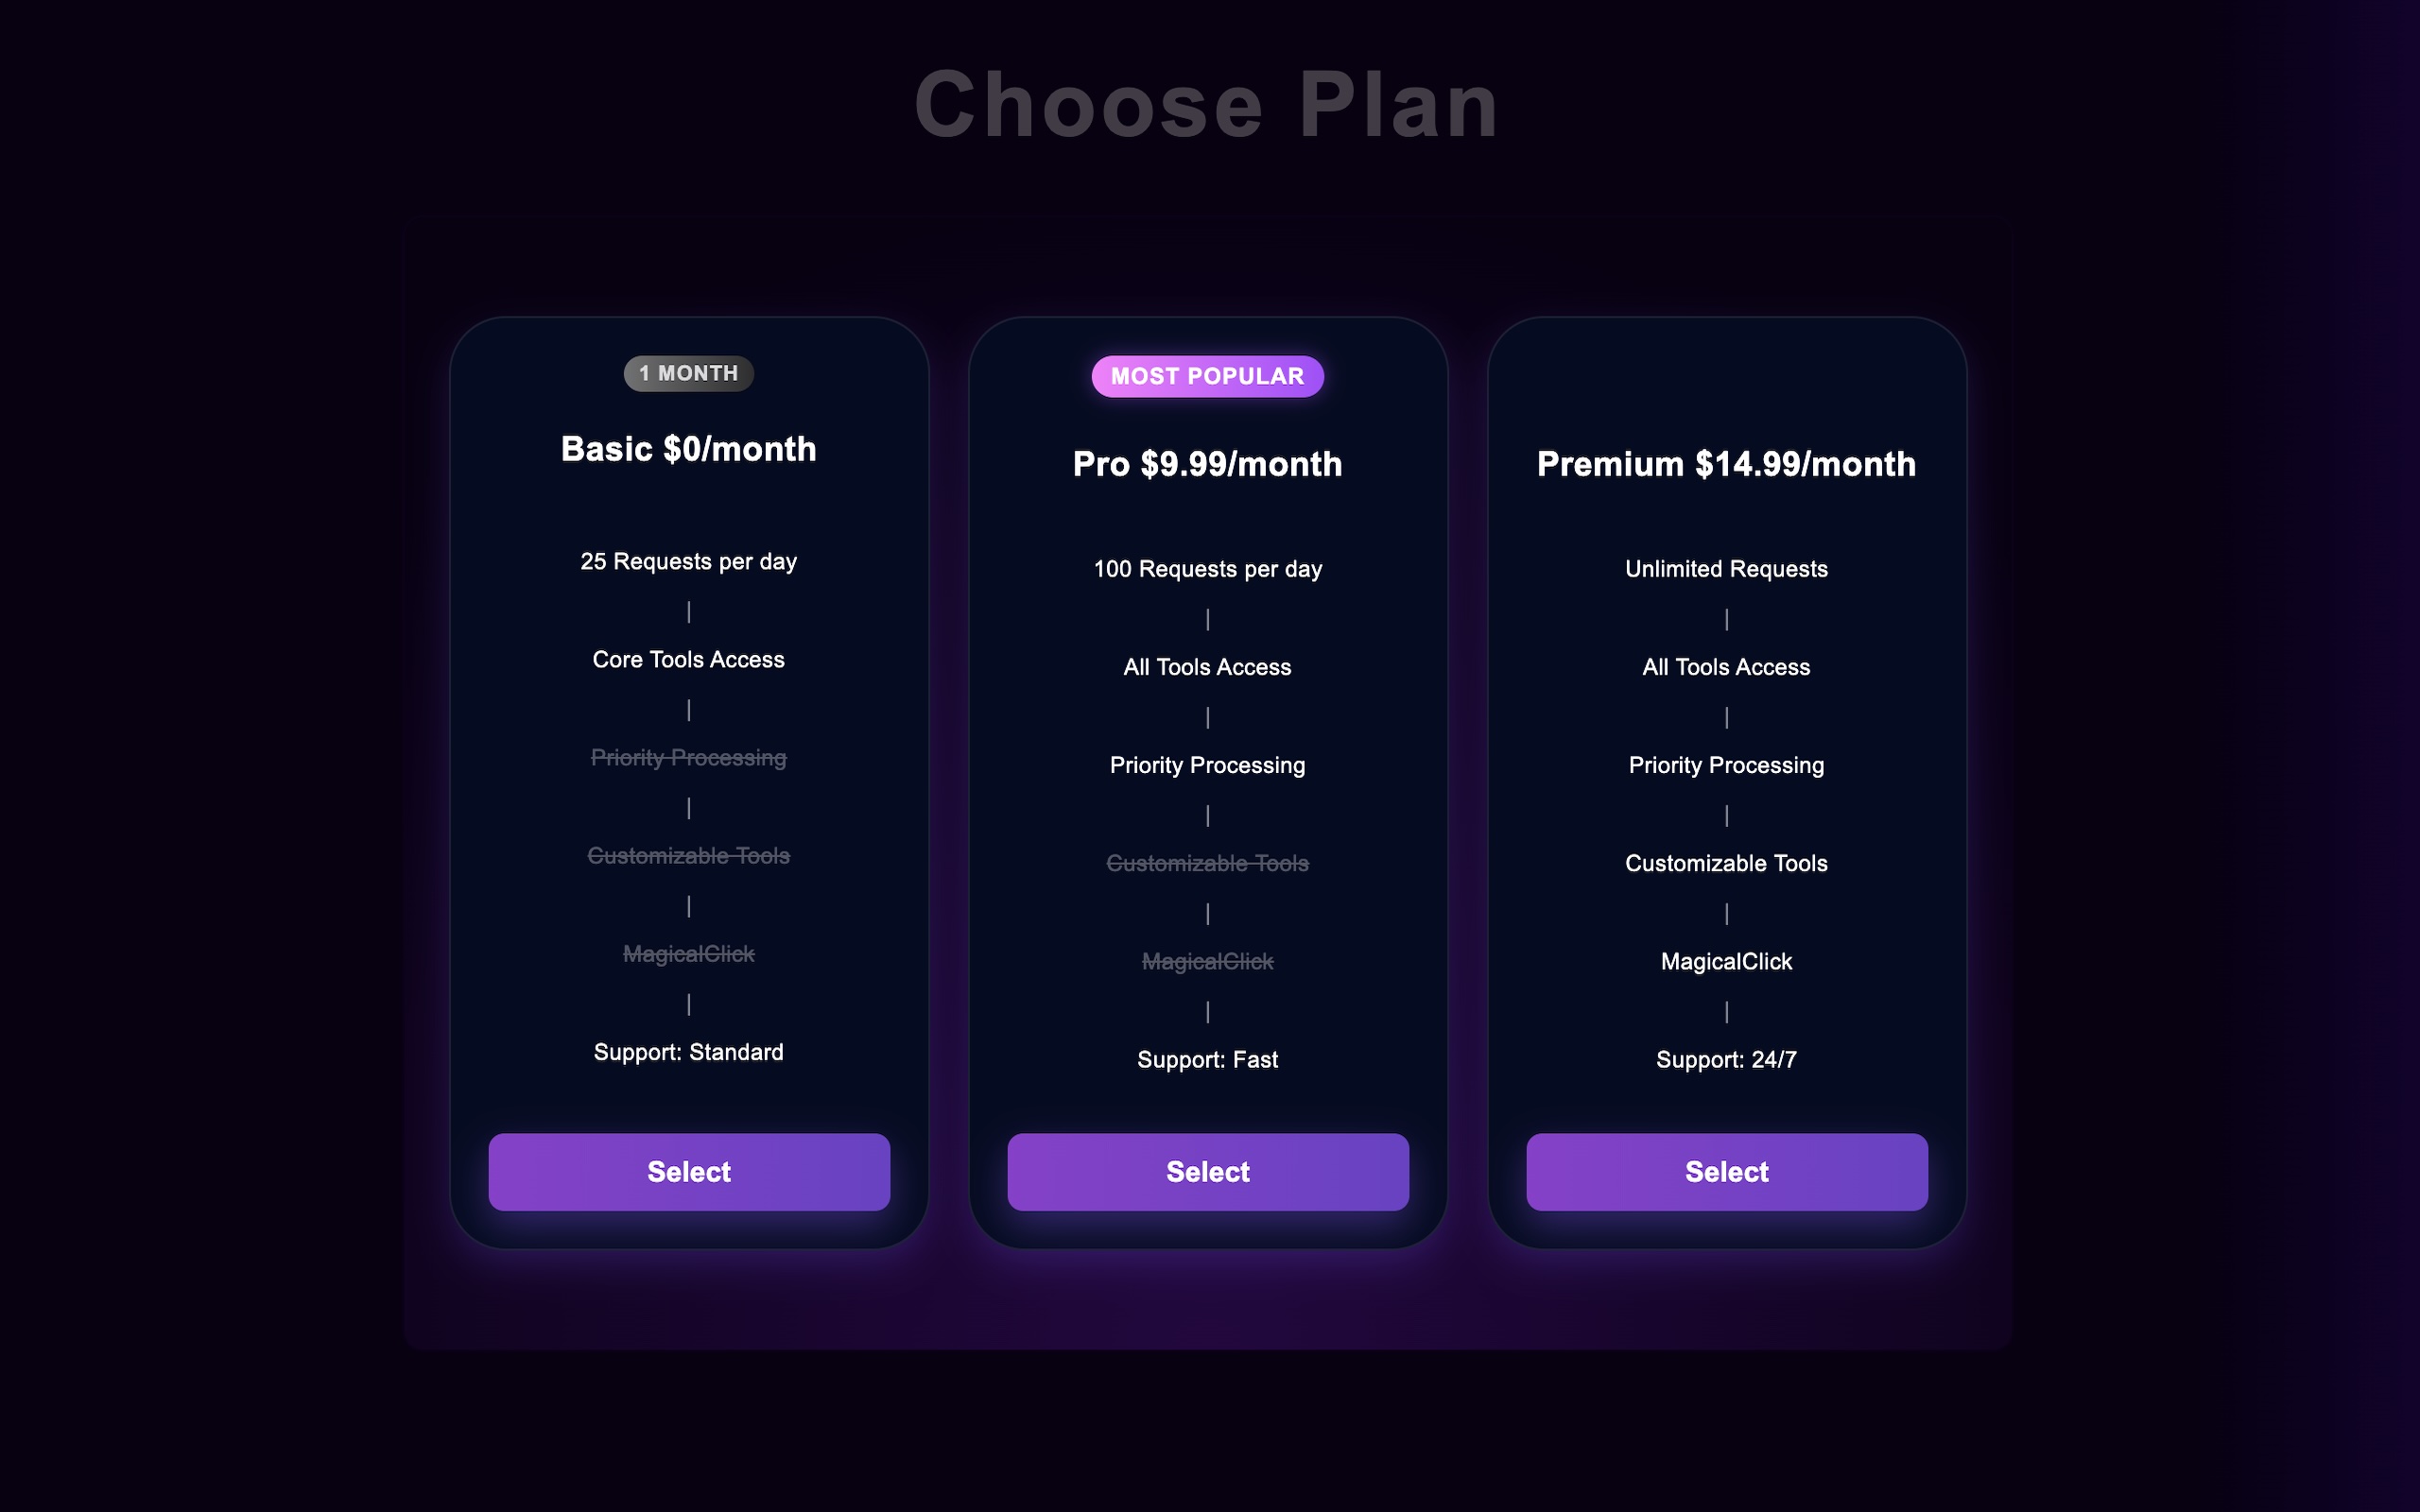 Choose Plan
1 MONTH
Basic $0/month
25 Requests per day
|
Core Tools Access
|
Priority Processing
|
Customizable Tools
|
MagicalClick
|
Support: Standard
Select
MOST POPULAR
Pro $9.99/month
100 Requests per day
|
All Tools Access
|
Priority Processing
|
Customizable Tools
|
MagicalClick
|
Support: Fast
Select
Premium $14.99/month
Unlimited Requests
|
All Tools Access
|
Priority Processing
|
Customizable Tools
|
MagicalClick
|
Support: 24/7
Select